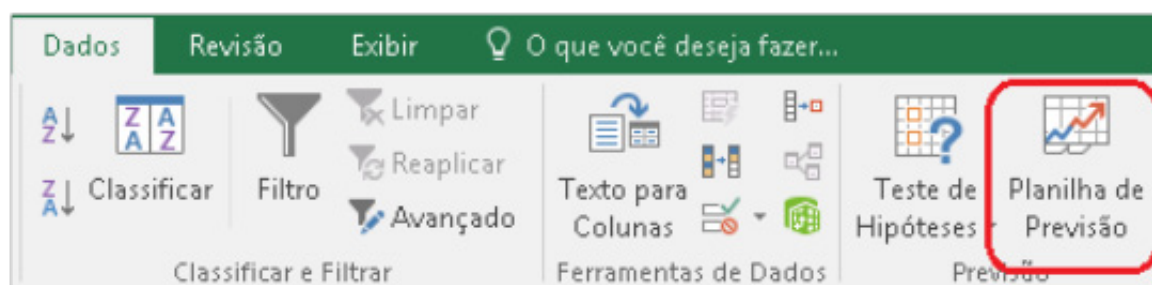 Dados Revisão Exibir O que você deseja fazer...
Classificar
Filtro
Limpar
Reaplicar
Avançado
Texto para
Colunas
Teste de
Hipóteses
Planilha de
Previsão
Classificar e Filtrar
Ferramentas de Dados
Previsão